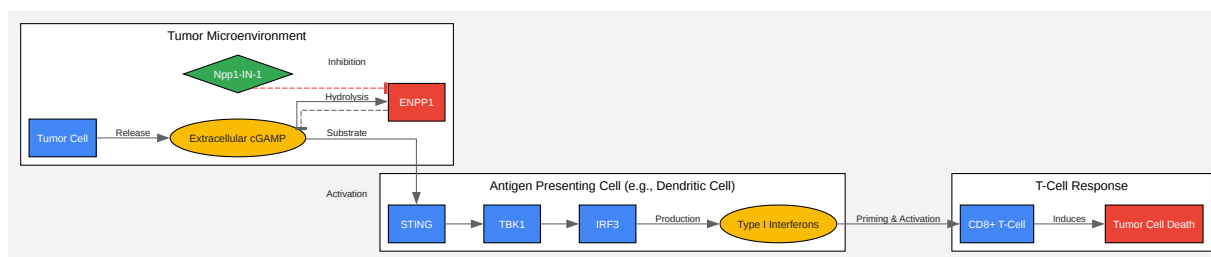 Tumor Microenvironment
Npp1-IN-1
Inhibition
Hydrolysis
ENPP1
Tumor Cell
Release
Extracellular cGAMP
Substrate
Activation
Antigen Presenting Cell (e.g., Dendritic Cell)
STING
TBK1
IRF3
Production
Type I Interferons
Priming & Activation
T-Cell Response
CD8+ T-Cell
Induces
Tumor Cell Death